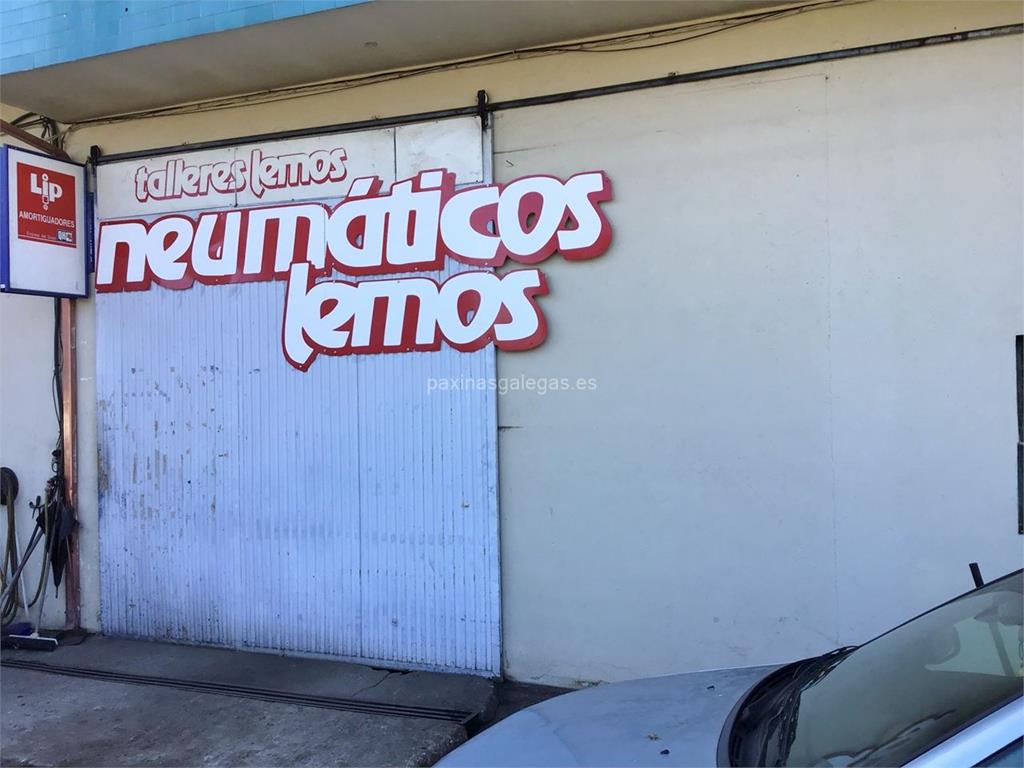 talleres lemos
neumáticos
lemos
Lip
AMORTIGUADORES
paxinasgalegas.es